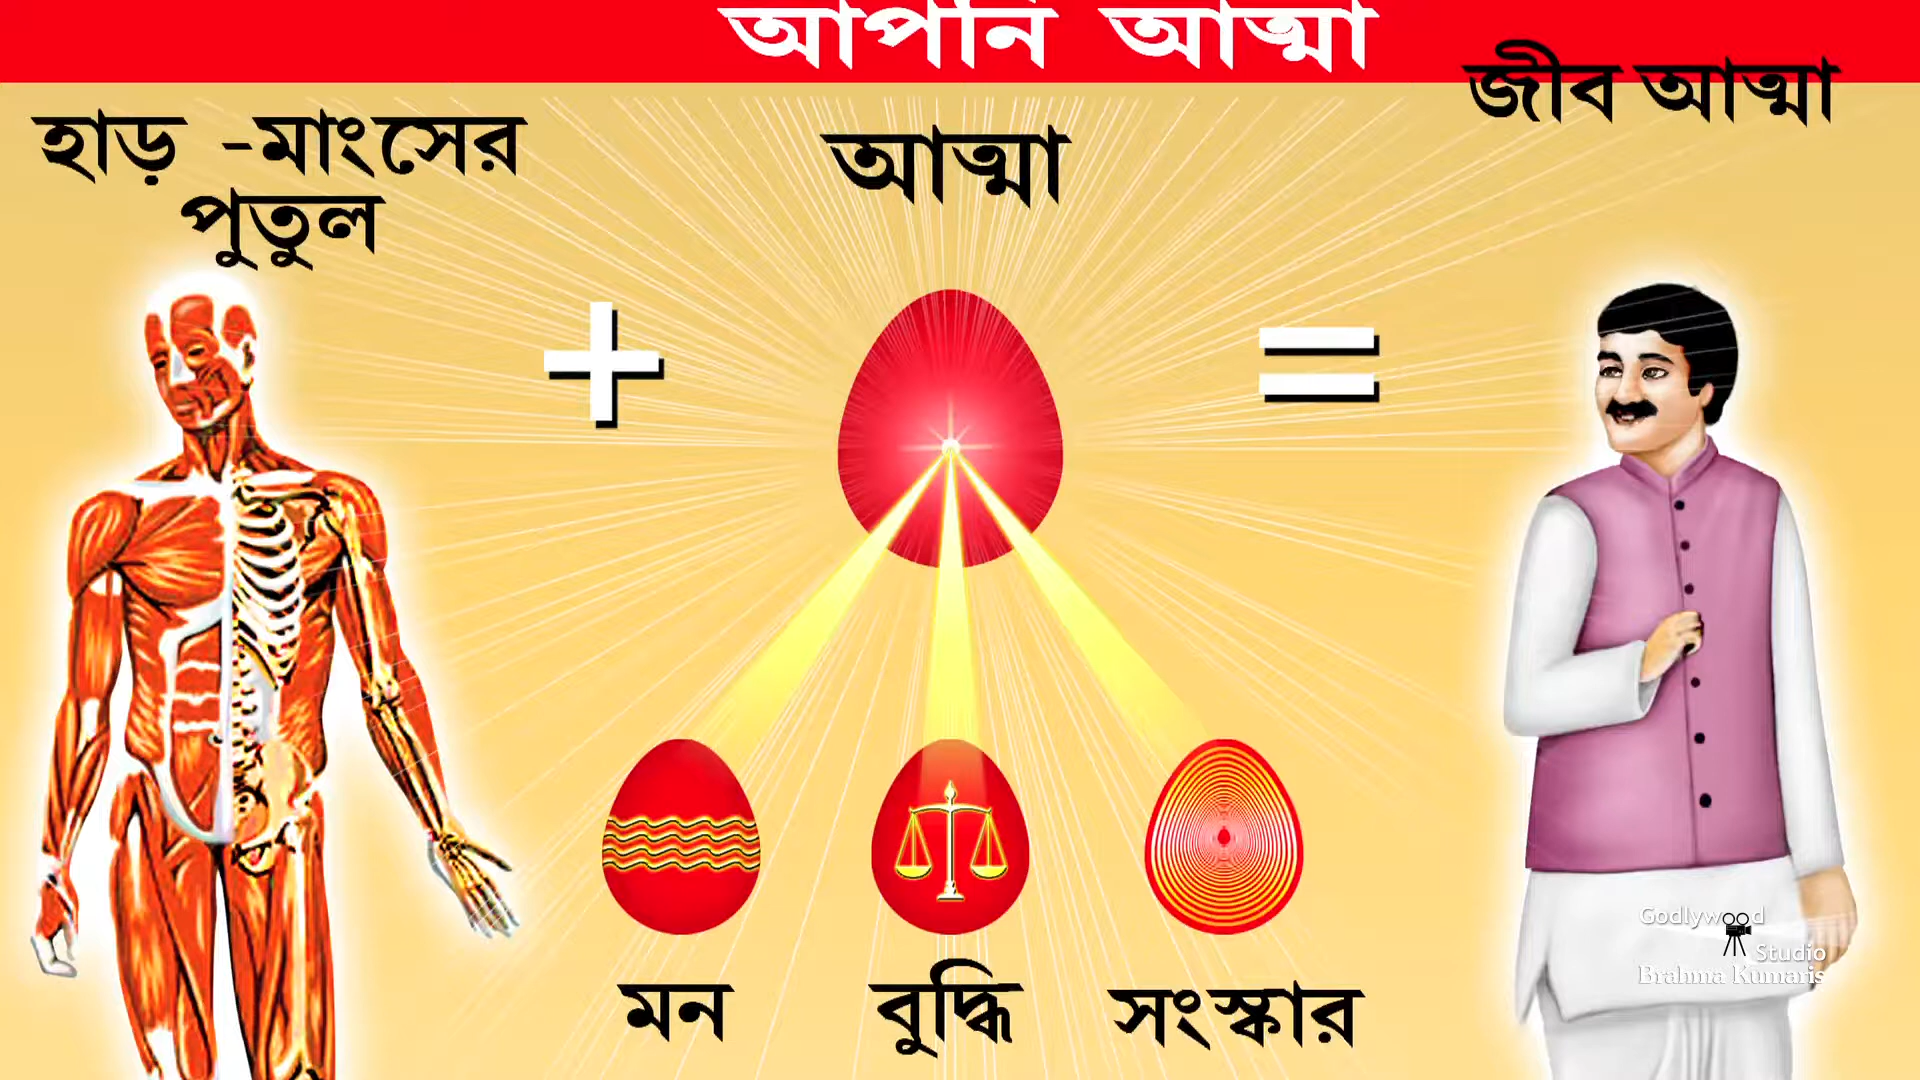 আপনি আত্মা
জীব আত্মা
হাড় -মাংসের
পুতুল
আত্মা
+
=
মন
বুদ্ধি
সংস্কার
Godlywood
Studio
Brahma Kumaris